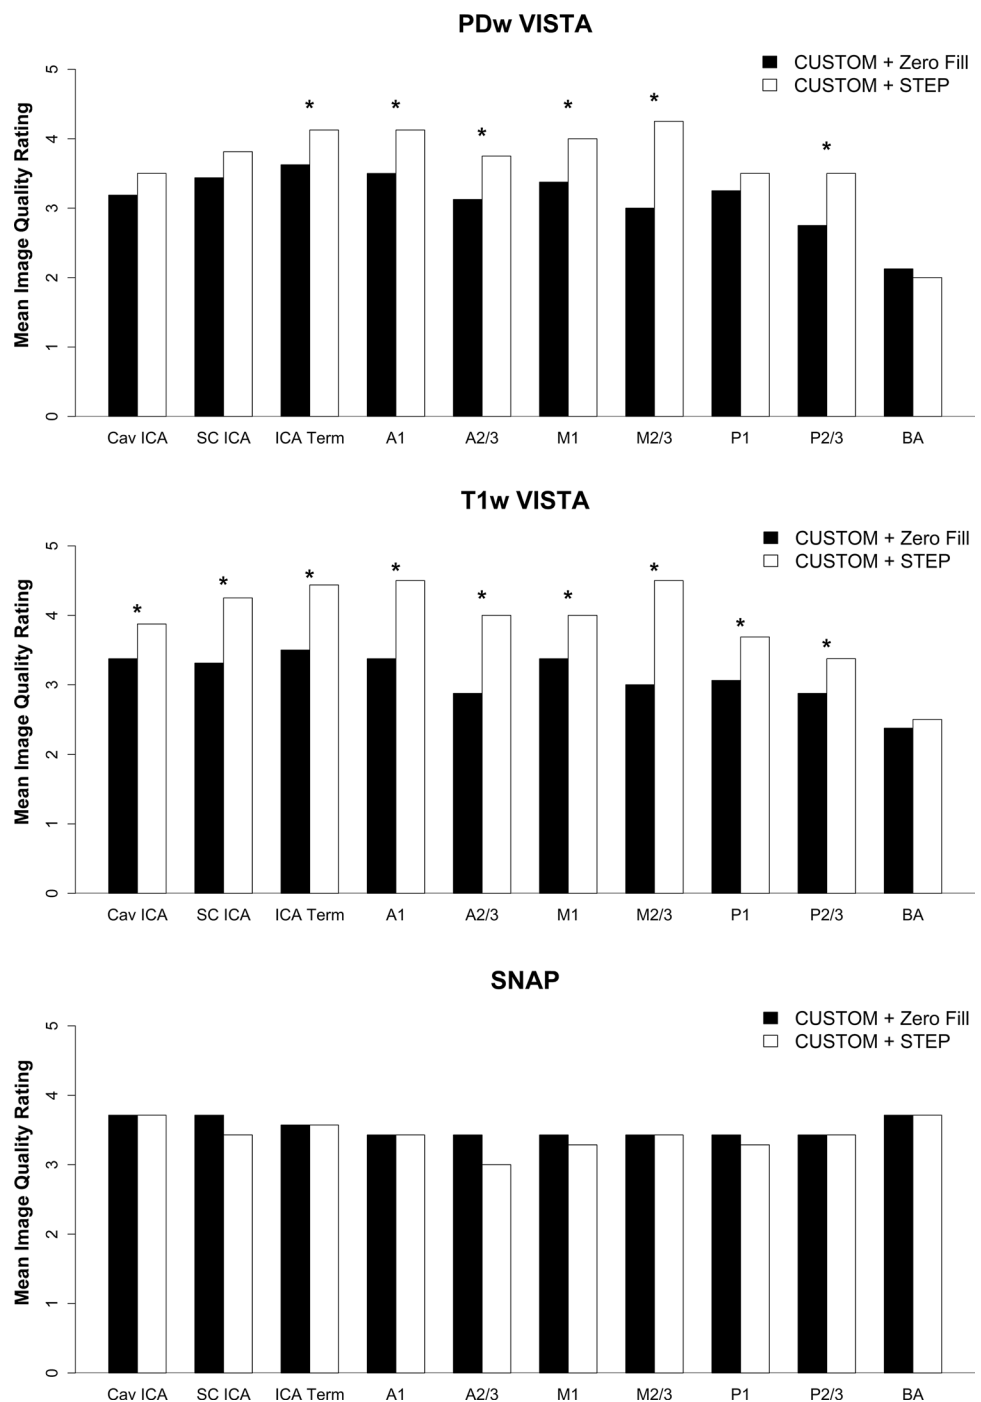 PDw VISTA
CUSTOM + Zero Fill
CUSTOM + STEP
Mean Image Quality Rating
5
4
3
2
1
0
* * * * * *
Cav ICA SC ICA ICA Term A1 A2/3 M1 M2/3 P1 P2/3 BA
T1w VISTA
CUSTOM + Zero Fill
CUSTOM + STEP
Mean Image Quality Rating
5
4
3
2
1
0
* * * * * * * * *
Cav ICA SC ICA ICA Term A1 A2/3 M1 M2/3 P1 P2/3 BA
SNAP
CUSTOM + Zero Fill
CUSTOM + STEP
Mean Image Quality Rating
5
4
3
2
1
0
Cav ICA SC ICA ICA Term A1 A2/3 M1 M2/3 P1 P2/3 BA